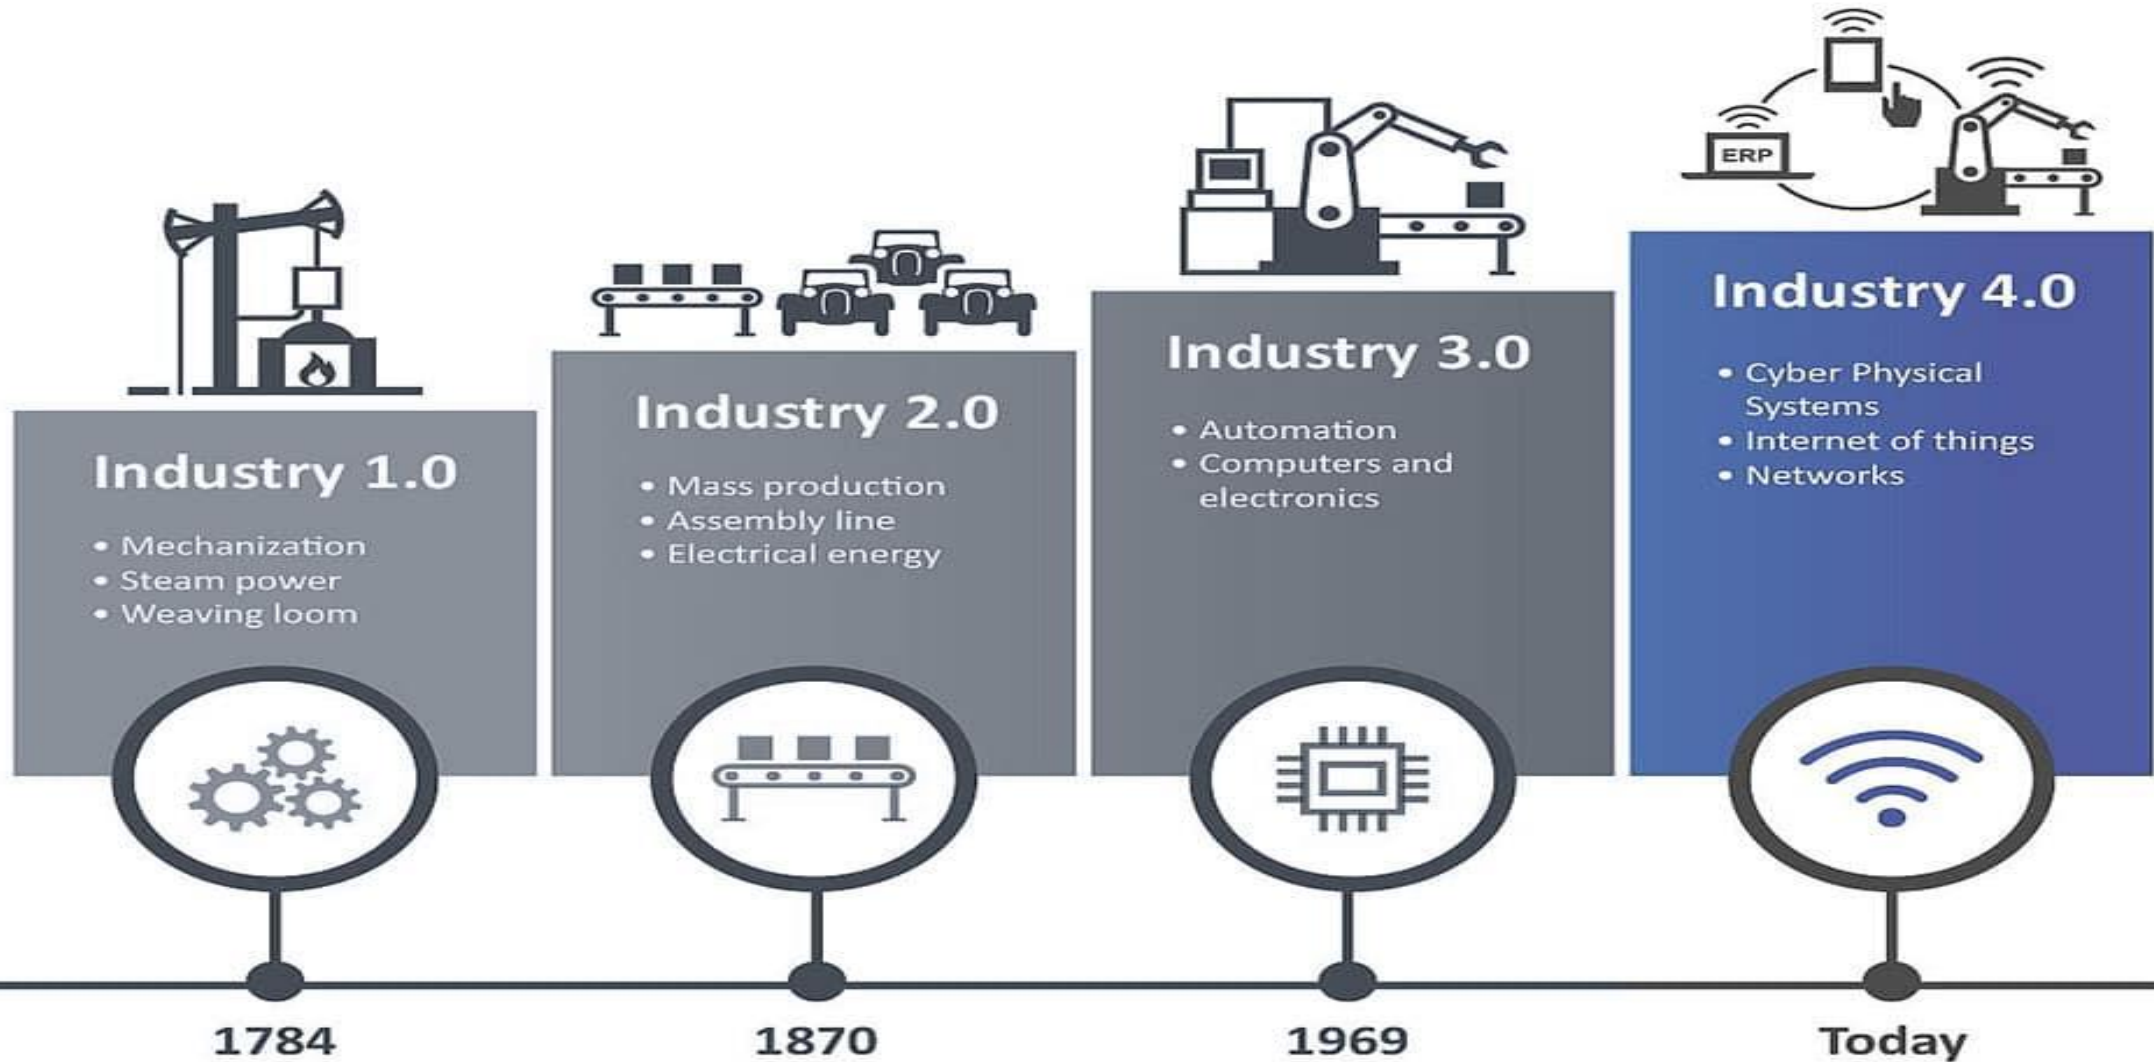 Industry 1.0
• Mechanization
• Steam power
• Weaving loom
1784
Industry 2.0
• Mass production
• Assembly line
• Electrical energy
1870
Industry 3.0
• Automation
• Computers and
electronics
1969
ERP
Industry 4.0
• Cyber Physical
Systems
• Internet of things
• Networks
Today